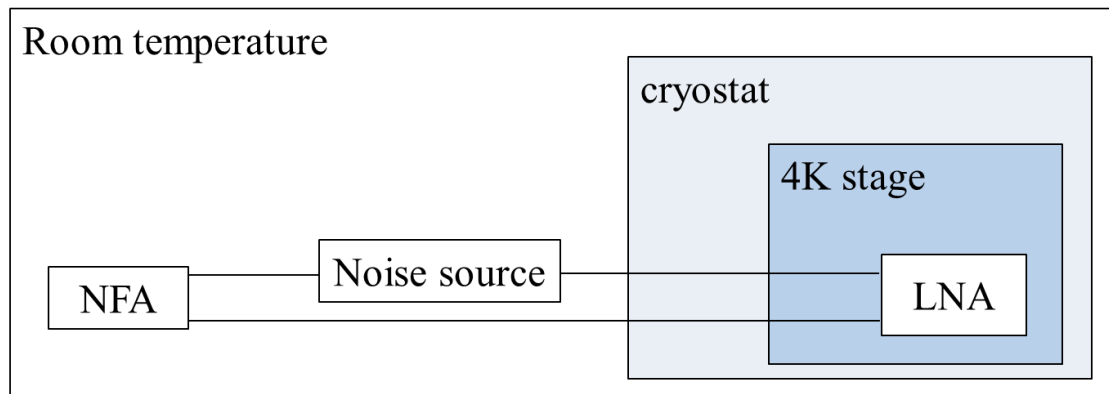 Room temperature
cryostat
4K stage
Noise source
NFA
LNA